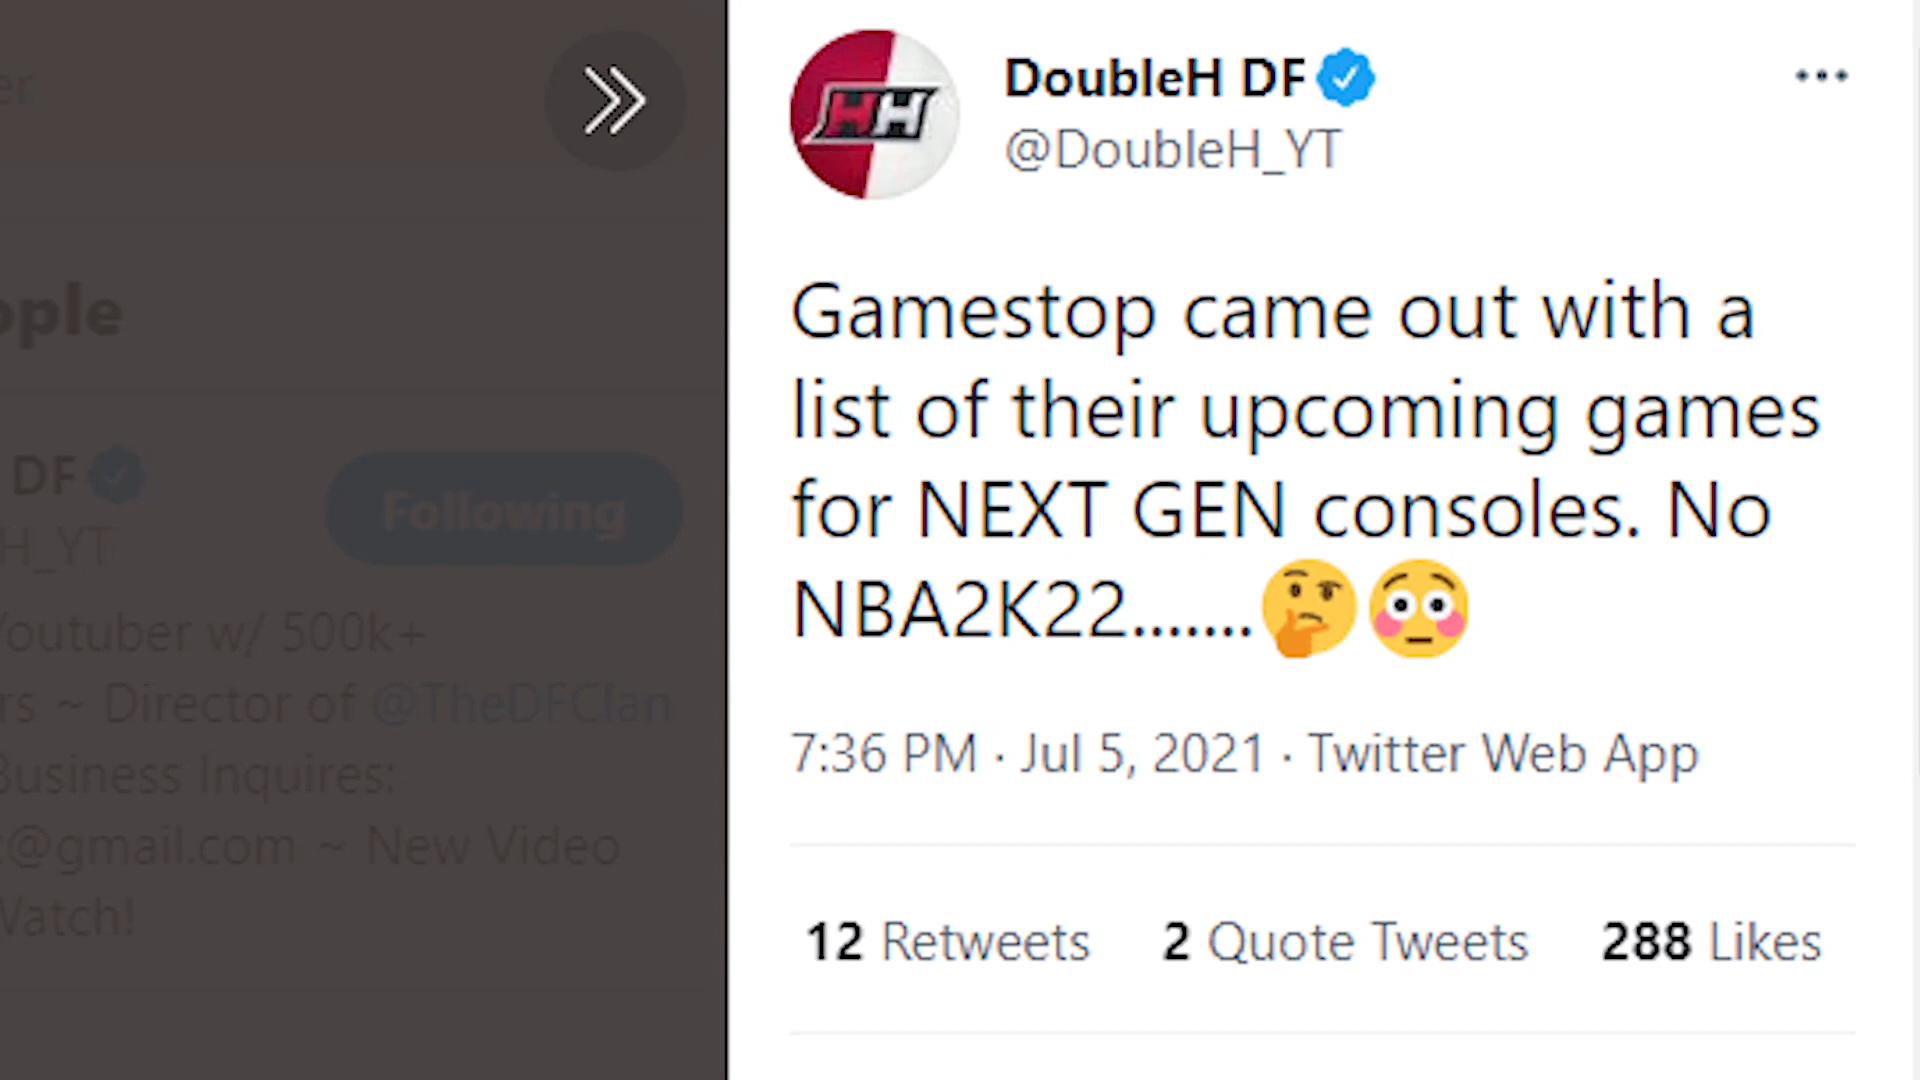 er
ople
DF
H_YT
Following
Youtuber w/ 500k+
rs ~ Director of @TheDFClan
Business Inquires:
@gmail.com ~ New Video
Watch!
HH
DoubleH DF
@DoubleH_YT
Gamestop came out with a
list of their upcoming games
for NEXT GEN consoles. No
NBA2K22.......🤔😳
7:36 PM · Jul 5, 2021 · Twitter Web App
12 Retweets 2 Quote Tweets 288 Likes